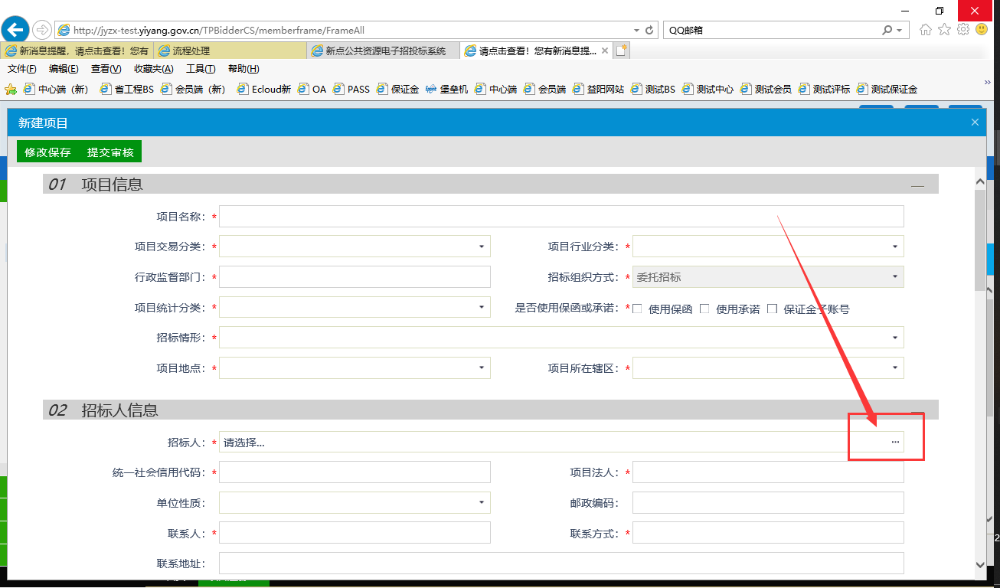 http://jyzx-test.yiyang.gov.cn/TPBidderCS/memberframe/FrameAll
QQ邮箱
新消息提醒，请点击查看！您有
流程处理
新点公共资源电子招投标系统
请点击查看！您有新消息提...
文件(F) 编辑(E) 查看(V) 收藏夹(A) 工具(T) 帮助(H)
中心端（新） 省工程BS 会员端（新） Ecloud新 OA PASS 保证金 堡垒机 中心端 会员端 益阳网站 测试BS 测试中心 测试会员 测试评标 测试保证金
新建项目
修改保存 提交审核
01 项目信息
项目名称：*
项目交易分类：* 项目行业分类：*
行政监督部门：* 招标组织方式：* 委托招标
项目统计分类：* 是否使用保函或承诺：* 使用保函 使用承诺 保证金子账号
招标情形：*
项目地点：* 项目所在辖区：*
02 招标人信息
招标人：* 请选择... ...
统一社会信用代码：* 项目法人：*
单位性质： 邮政编码：
联系人：* 联系方式：*
联系地址：